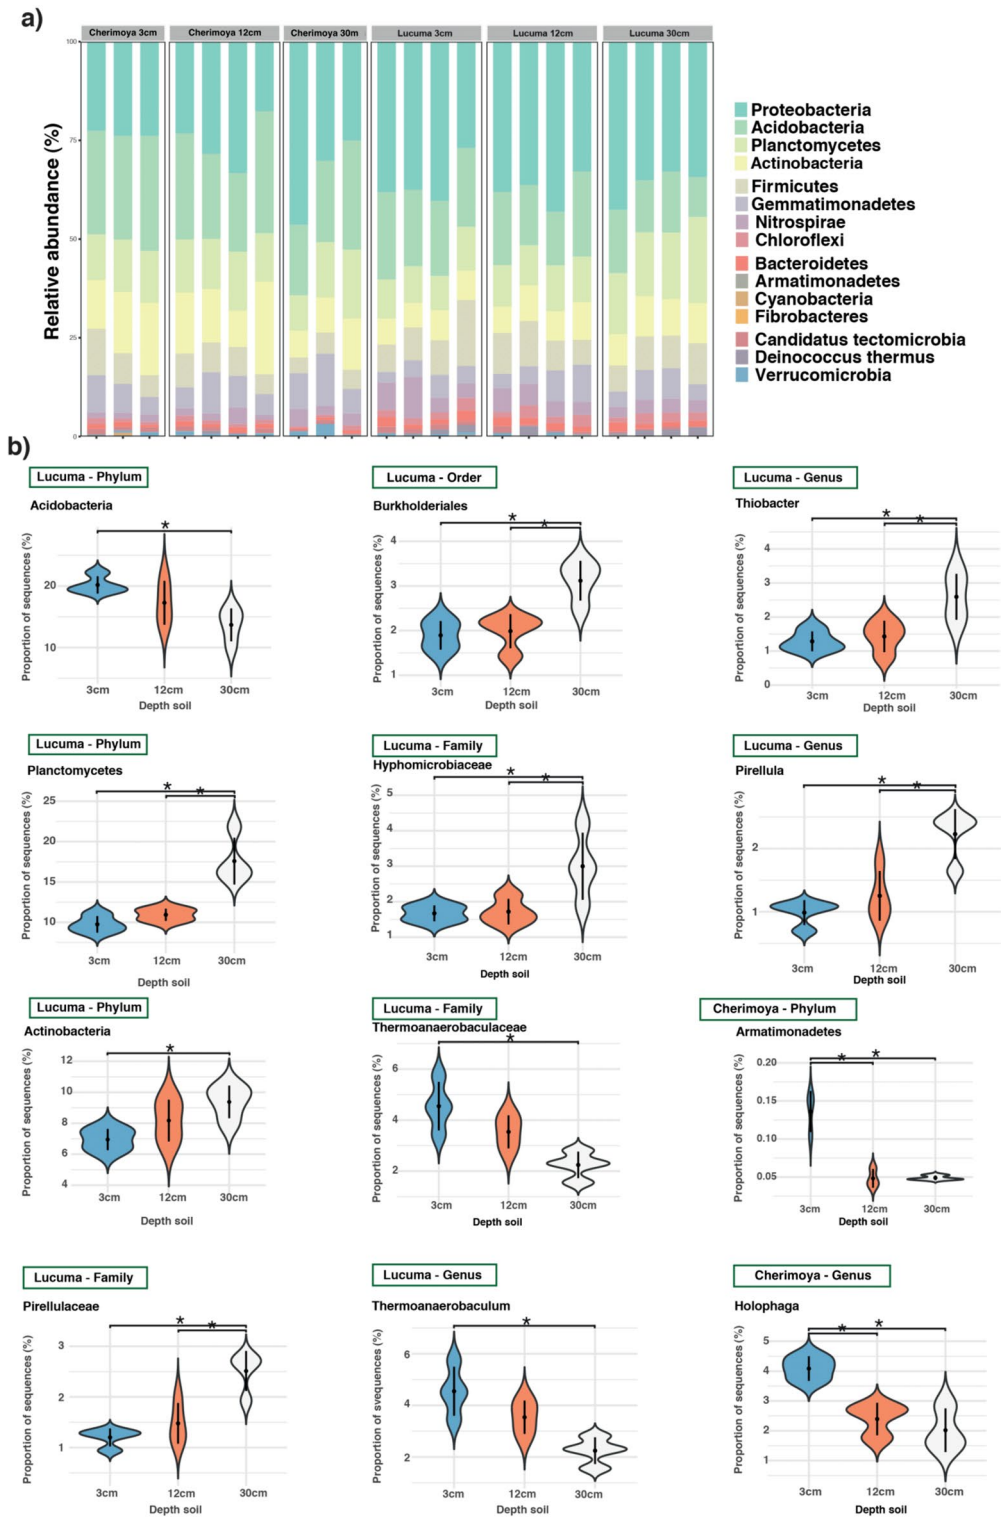 a)
Cherimoya 3cm
Cherimoya 12cm
Cherimoya 30m
Lucuma 3cm
Lucuma 12cm
Lucuma 30cm
Relative abundance (%)
100
75
50
25
0
Proteobacteria
Acidobacteria
Planctomycetes
Actinobacteria
Firmicutes
Gemmatimonadetes
Nitrospirae
Chloroflexi
Bacteroidetes
Armatimonadetes
Cyanobacteria
Fibrobacteres
Candidatus tectomicrobia
Deinococcus thermus
Verrucomicrobia
b)
Lucuma - Phylum
Acidobacteria
*
Proportion of sequences (%)
20
10
3cm 12cm 30cm
Depth soil
Lucuma - Order
Burkholderiales
*
*
Proportion of sequences (%)
4
3
2
1
3cm 12cm 30cm
Depth soil
Lucuma - Genus
Thiobacter
*
*
Proportion of sequences (%)
4
3
2
1
0
3cm 12cm 30cm
Depth soil
Lucuma - Phylum
Planctomycetes
*
*
Proportion of sequences (%)
25
20
15
10
3cm 12cm 30cm
Depth soil
Lucuma - Family
Hyphomicrobiaceae
*
*
Proportion of sequences (%)
5
4
3
2
1
3cm 12cm 30cm
Depth soil
Lucuma - Genus
Pirellula
*
*
Proportion of sequences (%)
2
1
3cm 12cm 30cm
Depth soil
Lucuma - Phylum
Actinobacteria
*
Proportion of sequences (%)
12
10
8
6
4
3cm 12cm 30cm
Depth soil
Lucuma - Family
Thermoanaerobaculaceae
*
Proportion of sequences (%)
6
4
2
3cm 12cm 30cm
Depth soil
Cherimoya - Phylum
Armatimonadetes
*
*
Proportion of sequences (%)
0.20
0.15
0.10
0.05
3cm 12cm 30cm
Depth soil
Lucuma - Family
Pirellulaceae
*
*
Proportion of sequences (%)
3
2
1
3cm 12cm 30cm
Depth soil
Lucuma - Genus
Thermoanaerobaculum
*
Proportion of svequences (%)
6
4
2
3cm 12cm 30cm
Depth soil
Cherimoya - Genus
Holophaga
*
*
Proportion of sequences (%)
5
4
3
2
1
3cm 12cm 30cm
Depth soil